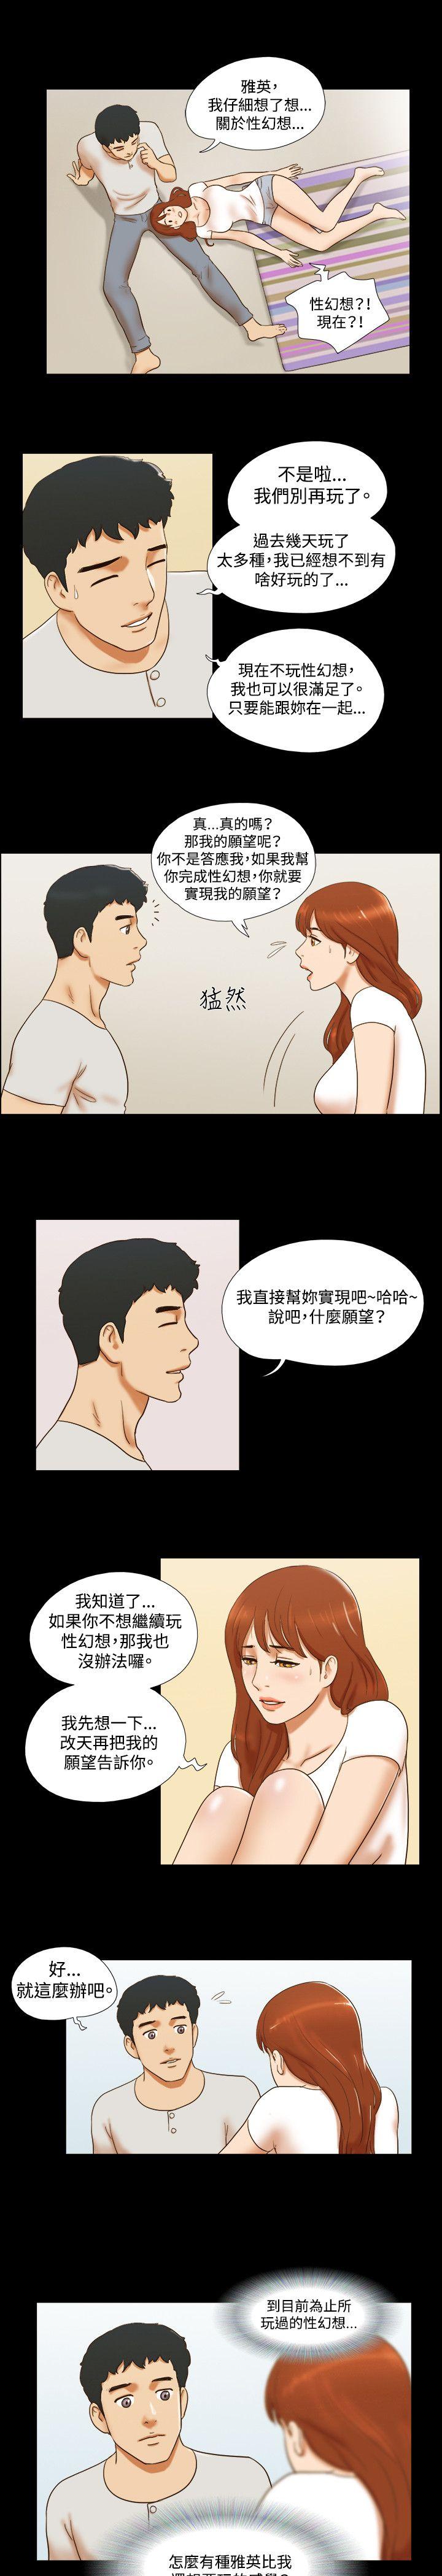 雅英,
我仔細想了想...
關於性幻想...
性幻想?!
現在?!
不是啦...
我們別再玩了。
過去幾天玩了
太多種,我已經想不到有
啥好玩的了...
現在不玩性幻想,
我也可以很滿足了。
只要能跟妳在一起...
真...真的嗎?
那我的願望呢?
你不是答應我,如果我幫
你完成性幻想,你就要
實現我的願望?
猛然
我直接幫妳實現吧~哈哈~
說吧,什麼願望?
我知道了...
如果你不想繼續玩
性幻想,那我也
沒辦法囉。
我先想一下...
改天再把我的
願望告訴你。
好...
就這麼辦吧。
到目前為止所
玩過的性幻想...
怎麼有種雅英比我